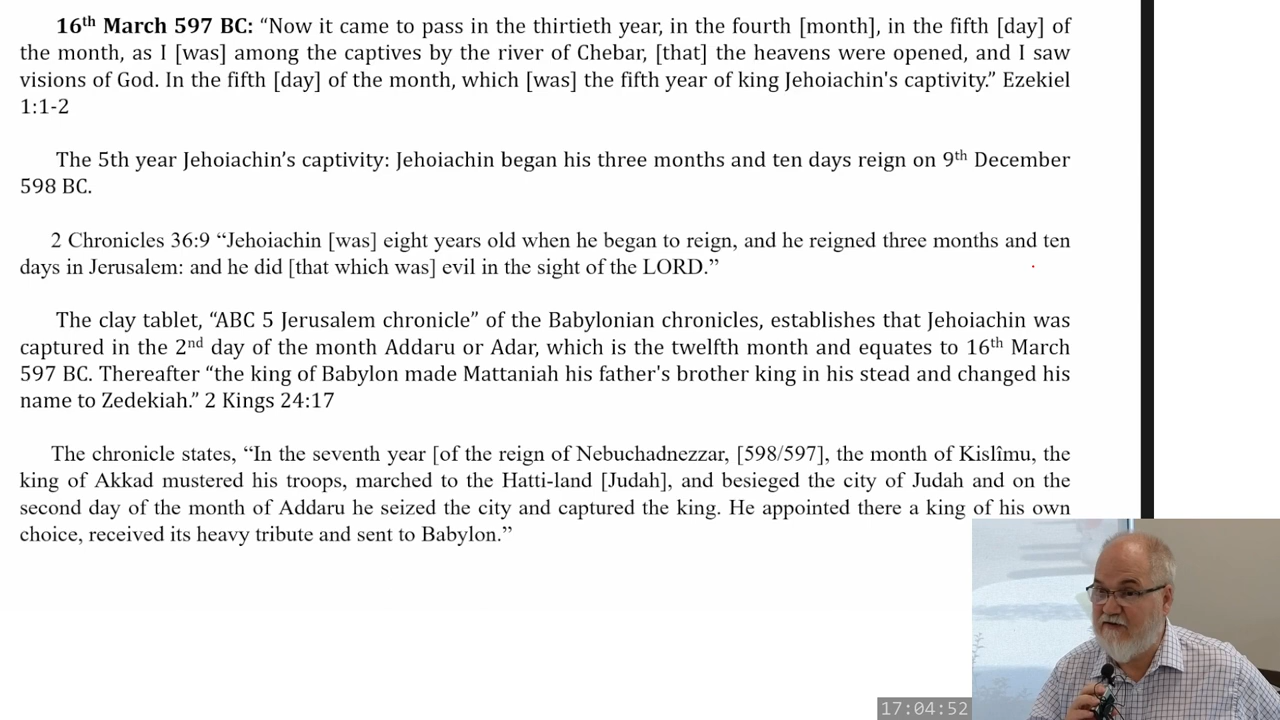 16th March 597 BC: “Now it came to pass in the thirtieth year, in the fourth [month], in the fifth [day] of
the month, as I [was] among the captives by the river of Chebar, [that] the heavens were opened, and I saw
visions of God. In the fifth [day] of the month, which [was] the fifth year of king Jehoiachin's captivity.” Ezekiel
1:1-2
The 5th year Jehoiachin’s captivity: Jehoiachin began his three months and ten days reign on 9th December
598 BC.
2 Chronicles 36:9 “Jehoiachin [was] eight years old when he began to reign, and he reigned three months and ten
days in Jerusalem: and he did [that which was] evil in the sight of the LORD.”
The clay tablet, “ABC 5 Jerusalem chronicle” of the Babylonian chronicles, establishes that Jehoiachin was
captured in the 2nd day of the month Addaru or Adar, which is the twelfth month and equates to 16th March
597 BC. Thereafter “the king of Babylon made Mattaniah his father's brother king in his stead and changed his
name to Zedekiah.” 2 Kings 24:17
The chronicle states, “In the seventh year [of the reign of Nebuchadnezzar, [598/597], the month of Kislîmu, the
king of Akkad mustered his troops, marched to the Hatti-land [Judah], and besieged the city of Judah and on the
second day of the month of Addaru he seized the city and captured the king. He appointed there a king of his own
choice, received its heavy tribute and sent to Babylon.”
17:04:52